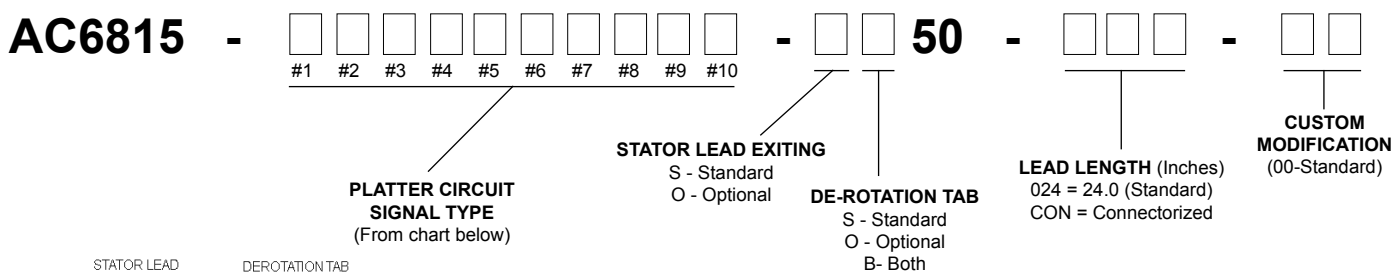 AC6815 - - 50 - -
#1 #2 #3 #4 #5 #6 #7 #8 #9 #10
PLATTER CIRCUIT
SIGNAL TYPE
(From chart below)
STATOR LEAD EXITING
S - Standard
O - Optional
DE-ROTATION TAB
S - Standard
O - Optional
B- Both
LEAD LENGTH (Inches)
024 = 24.0 (Standard)
CON = Connectorized
CUSTOM
MODIFICATION
(00-Standard)
STATOR LEAD
DEROTATION TAB